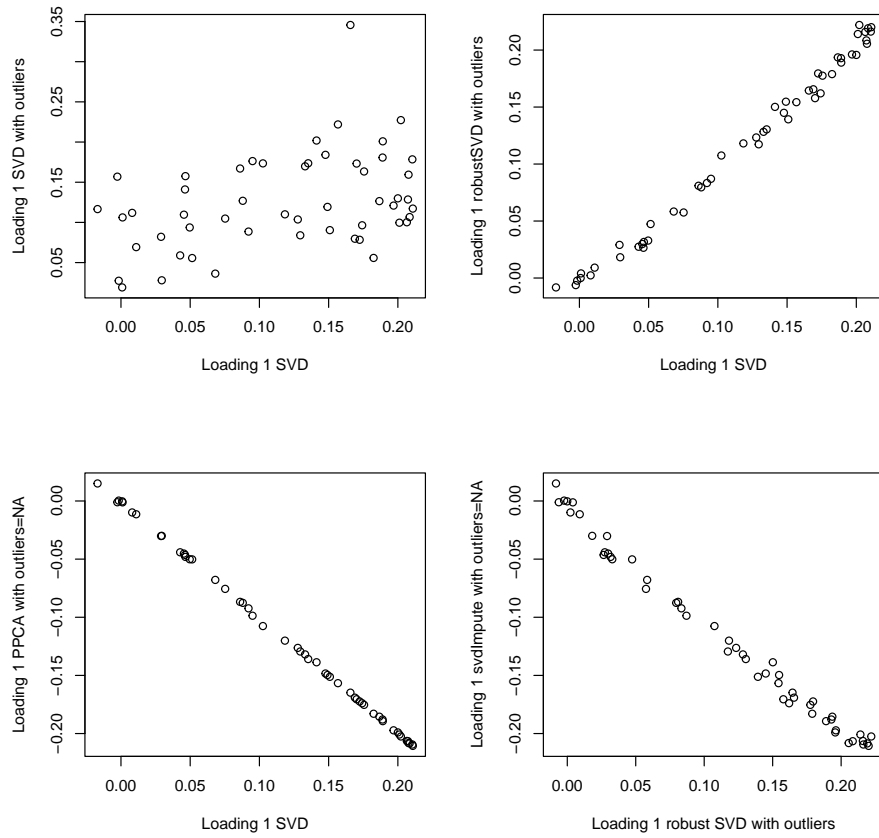 0.05 0.15 0.25 0.35
Loading 1 SVD with outliers
0.00 0.05 0.10 0.15 0.20
Loading 1 SVD
0.00 0.05 0.10 0.15 0.20
Loading 1 robustSVD with outliers
0.00 0.05 0.10 0.15 0.20
Loading 1 SVD
−0.20 −0.15 −0.10 −0.05 0.00
Loading 1 PPCA with outliers=NA
0.00 0.05 0.10 0.15 0.20
Loading 1 SVD
−0.20 −0.15 −0.10 −0.05 0.00
Loading 1 svdImpute with outliers=NA
0.00 0.05 0.10 0.15 0.20
Loading 1 robust SVD with outliers